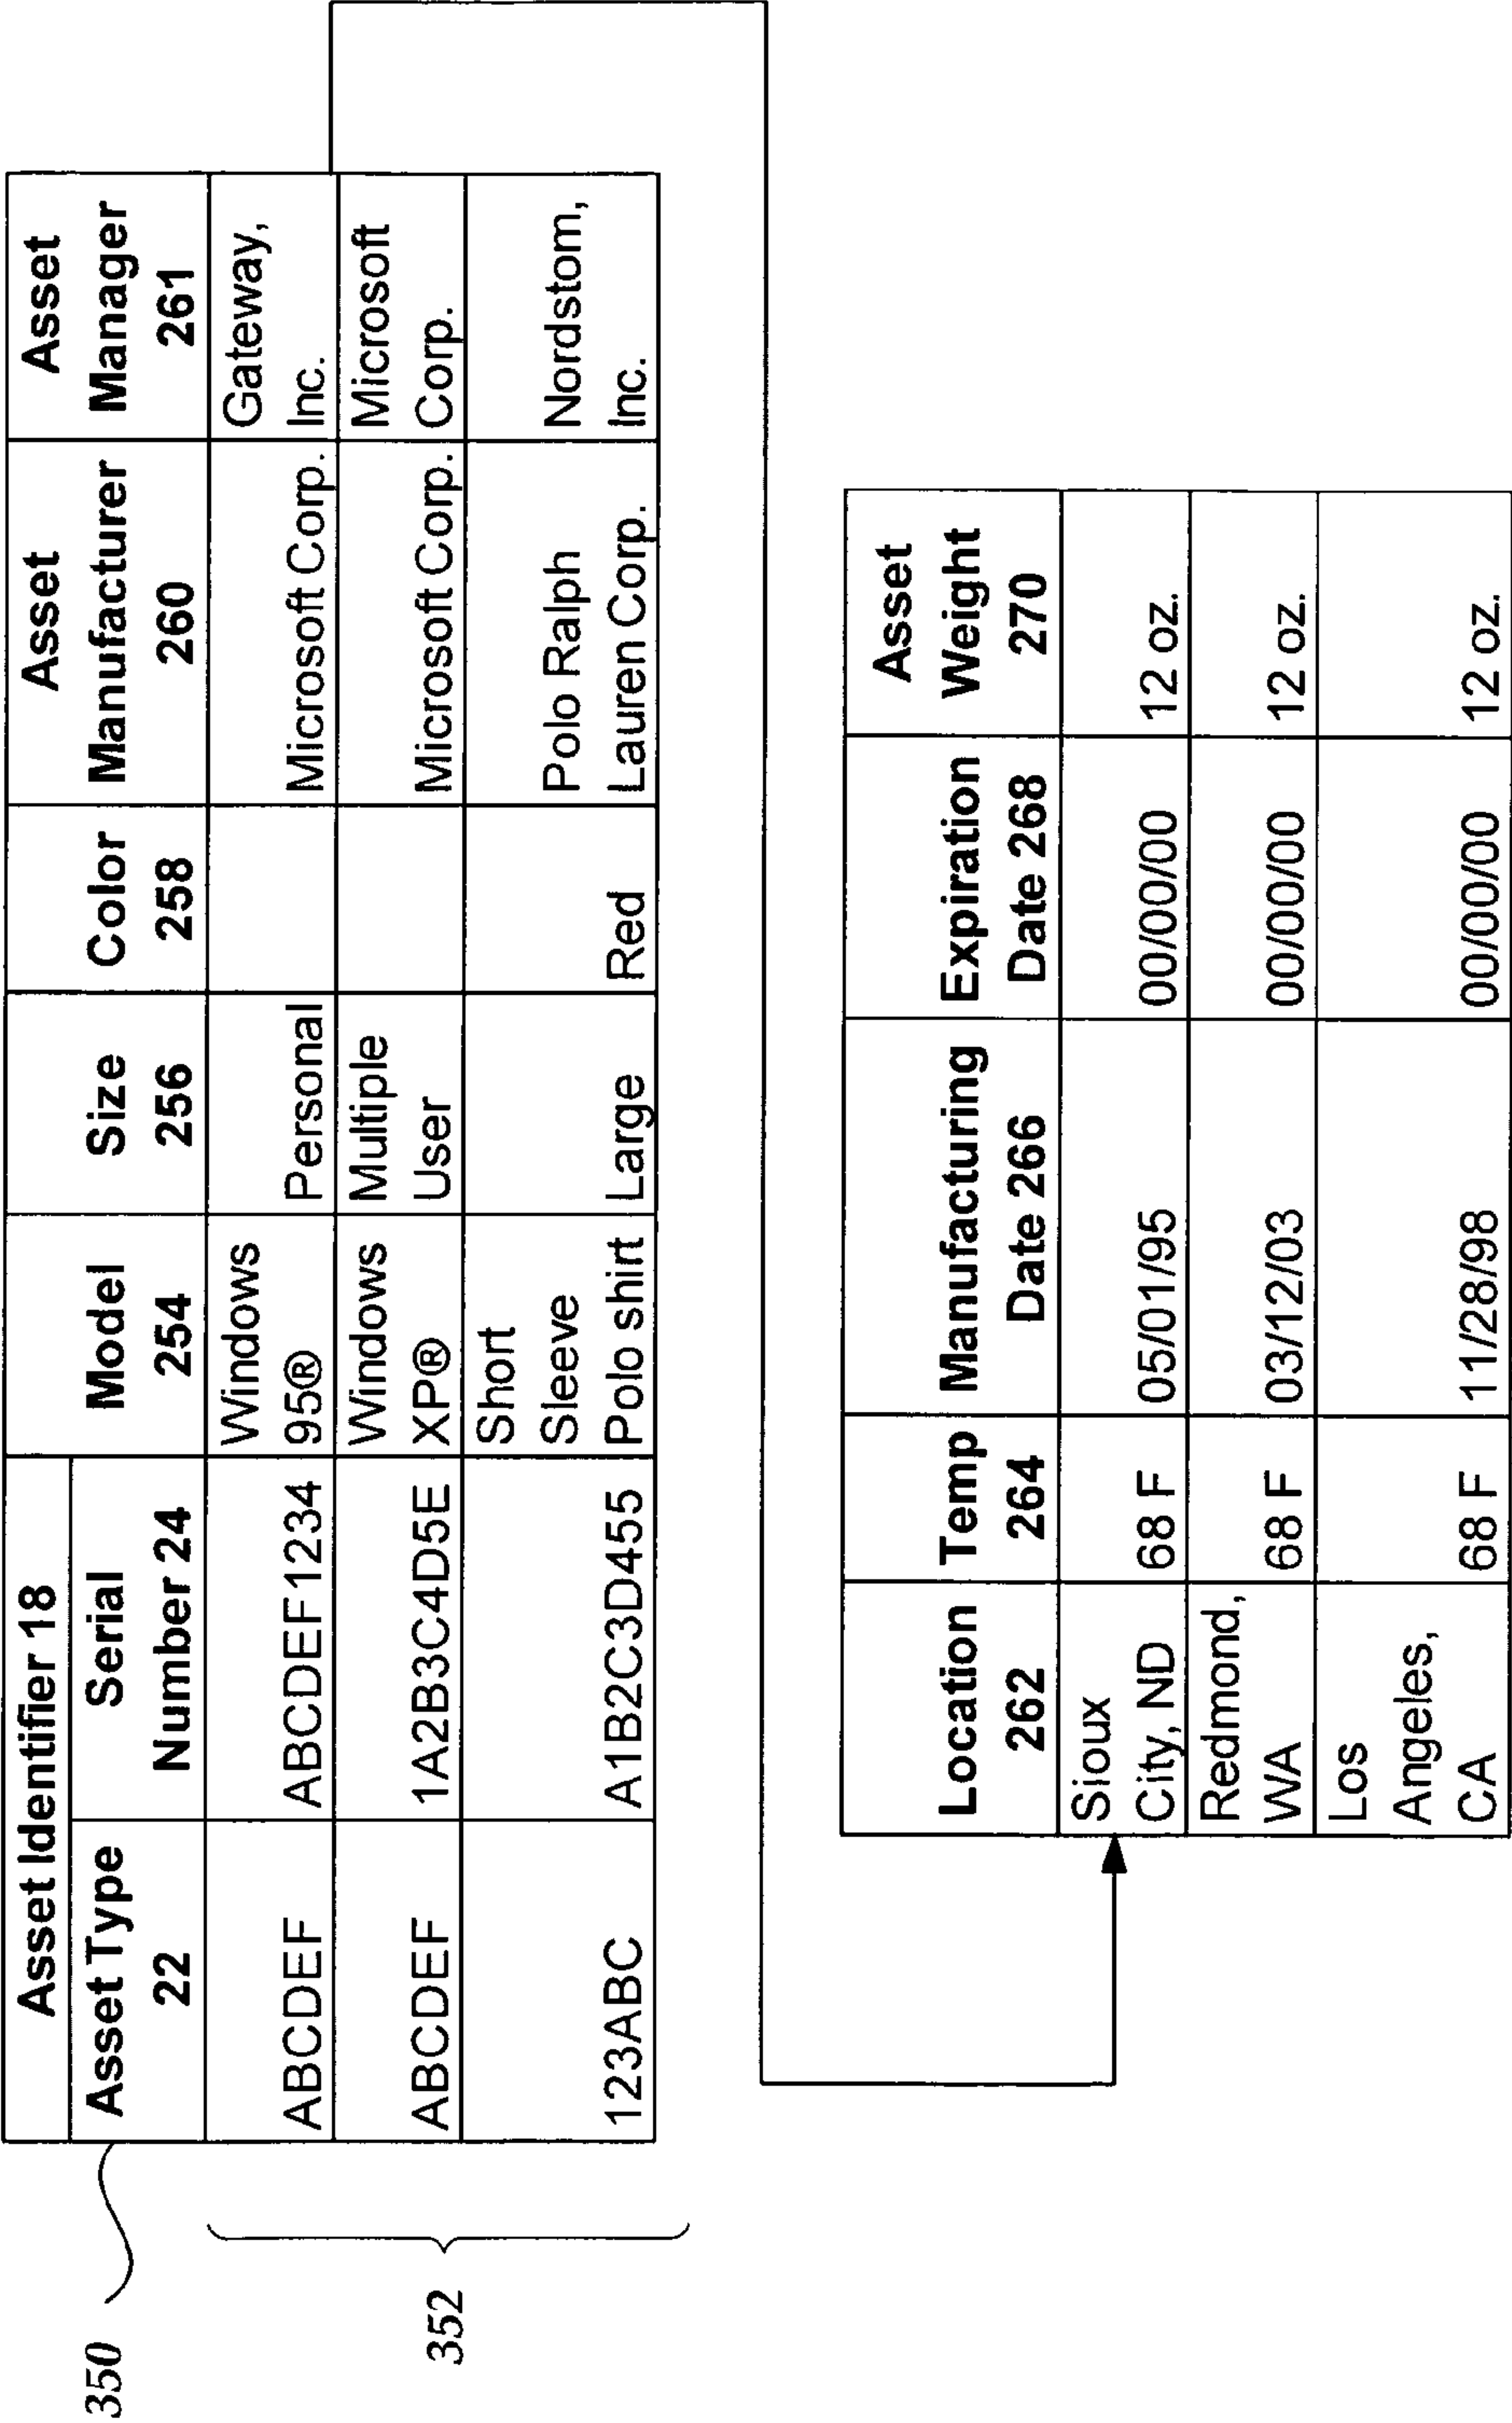 350
Asset Identifier 18
Asset Type
22
Serial
Number 24
Model
254
Size
256
Color
258
Asset
Manufacturer
260
Asset
Manager
261
352
ABCDEF
ABCDEF1234
Windows
95®
Personal
Microsoft Corp.
Gateway,
Inc.
ABCDEF
1A2B3C4D5E
Windows
XP®
Multiple
User
Microsoft Corp.
Microsoft
Corp.
123ABC
A1B2C3D455
Short
Sleeve
Polo shirt
Large
Red
Polo Ralph
Lauren Corp.
Nordstom,
Inc.
Location
262
Temp
264
Manufacturing
Date 266
Expiration
Date 268
Asset
Weight
270
Sioux
City, ND
68 F
05/01/95
00/00/00
12 oz.
Redmond,
WA
68 F
03/12/03
00/00/00
12 oz.
Los
Angeles,
CA
68 F
11/28/98
00/00/00
12 oz.